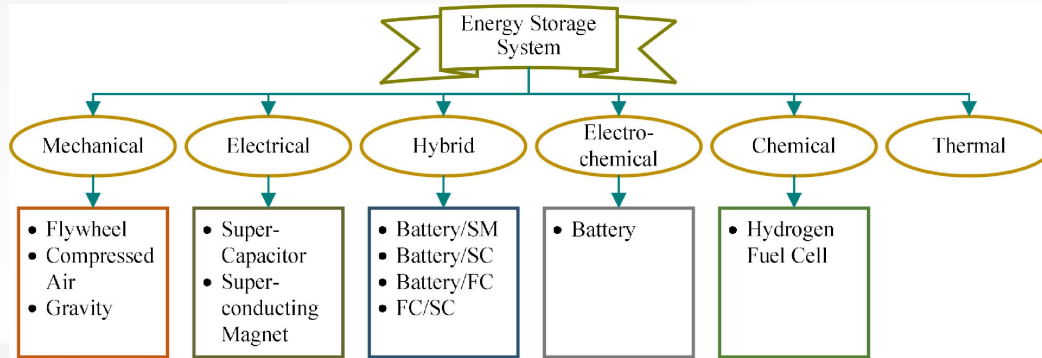 Energy Storage
System
Mechanical
Electrical
Hybrid
Electro-
chemical
Chemical
Thermal
• Flywheel
• Compressed
Air
• Gravity
• Super-
Capacitor
• Super-
conducting
Magnet
• Battery/SM
• Battery/SC
• Battery/FC
• FC/SC
• Battery
• Hydrogen
Fuel Cell